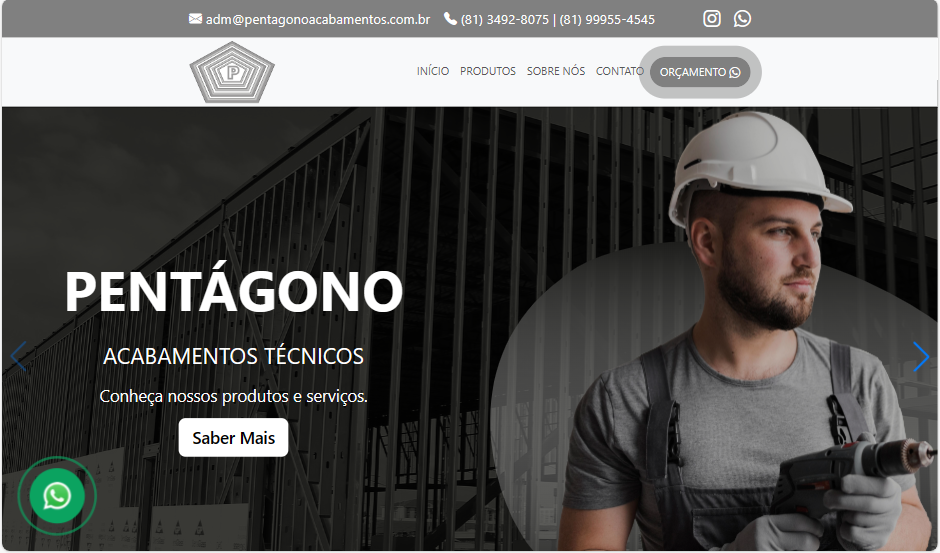 adm@pentagonoacabamentos.com.br (81) 3492-8075 | (81) 99955-4545
P
INÍCIO PRODUTOS SOBRE NÓS CONTATO ORÇAMENTO
PENTÁGONO
ACABAMENTOS TÉCNICOS
Conheça nossos produtos e serviços.
Saber Mais